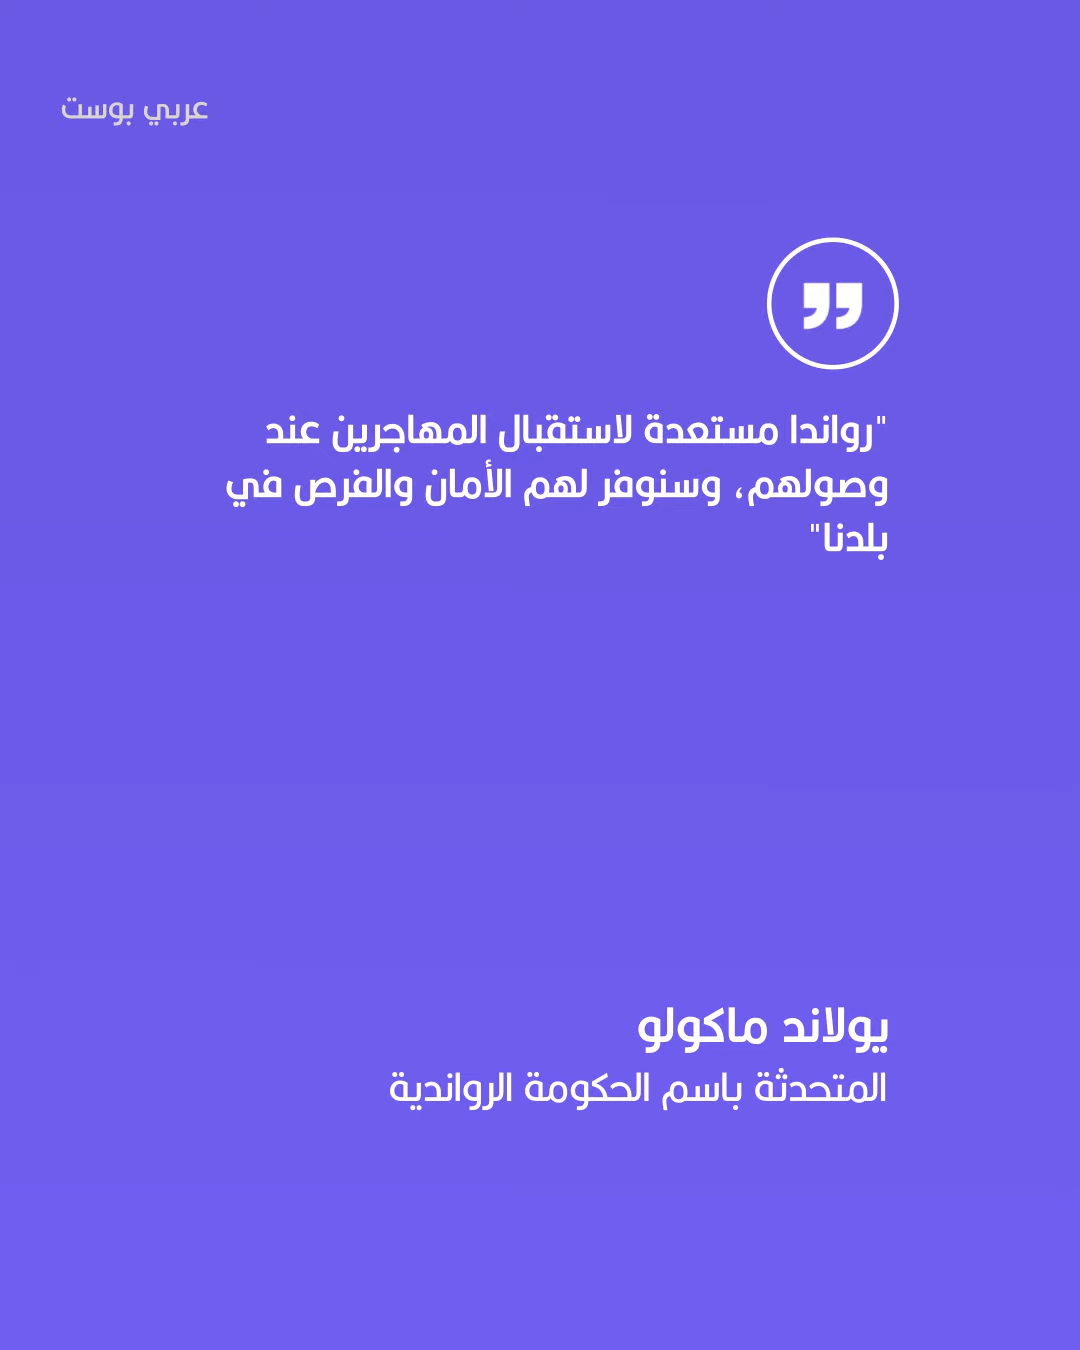 عربي بوست
"رواندا مستعدة لاستقبال المهاجرين عند
وصولهم، وسنوفر لهم الأمان والفرص في
بلدنا"
يولاند ماكولو
المتحدثة باسم الحكومة الرواندية